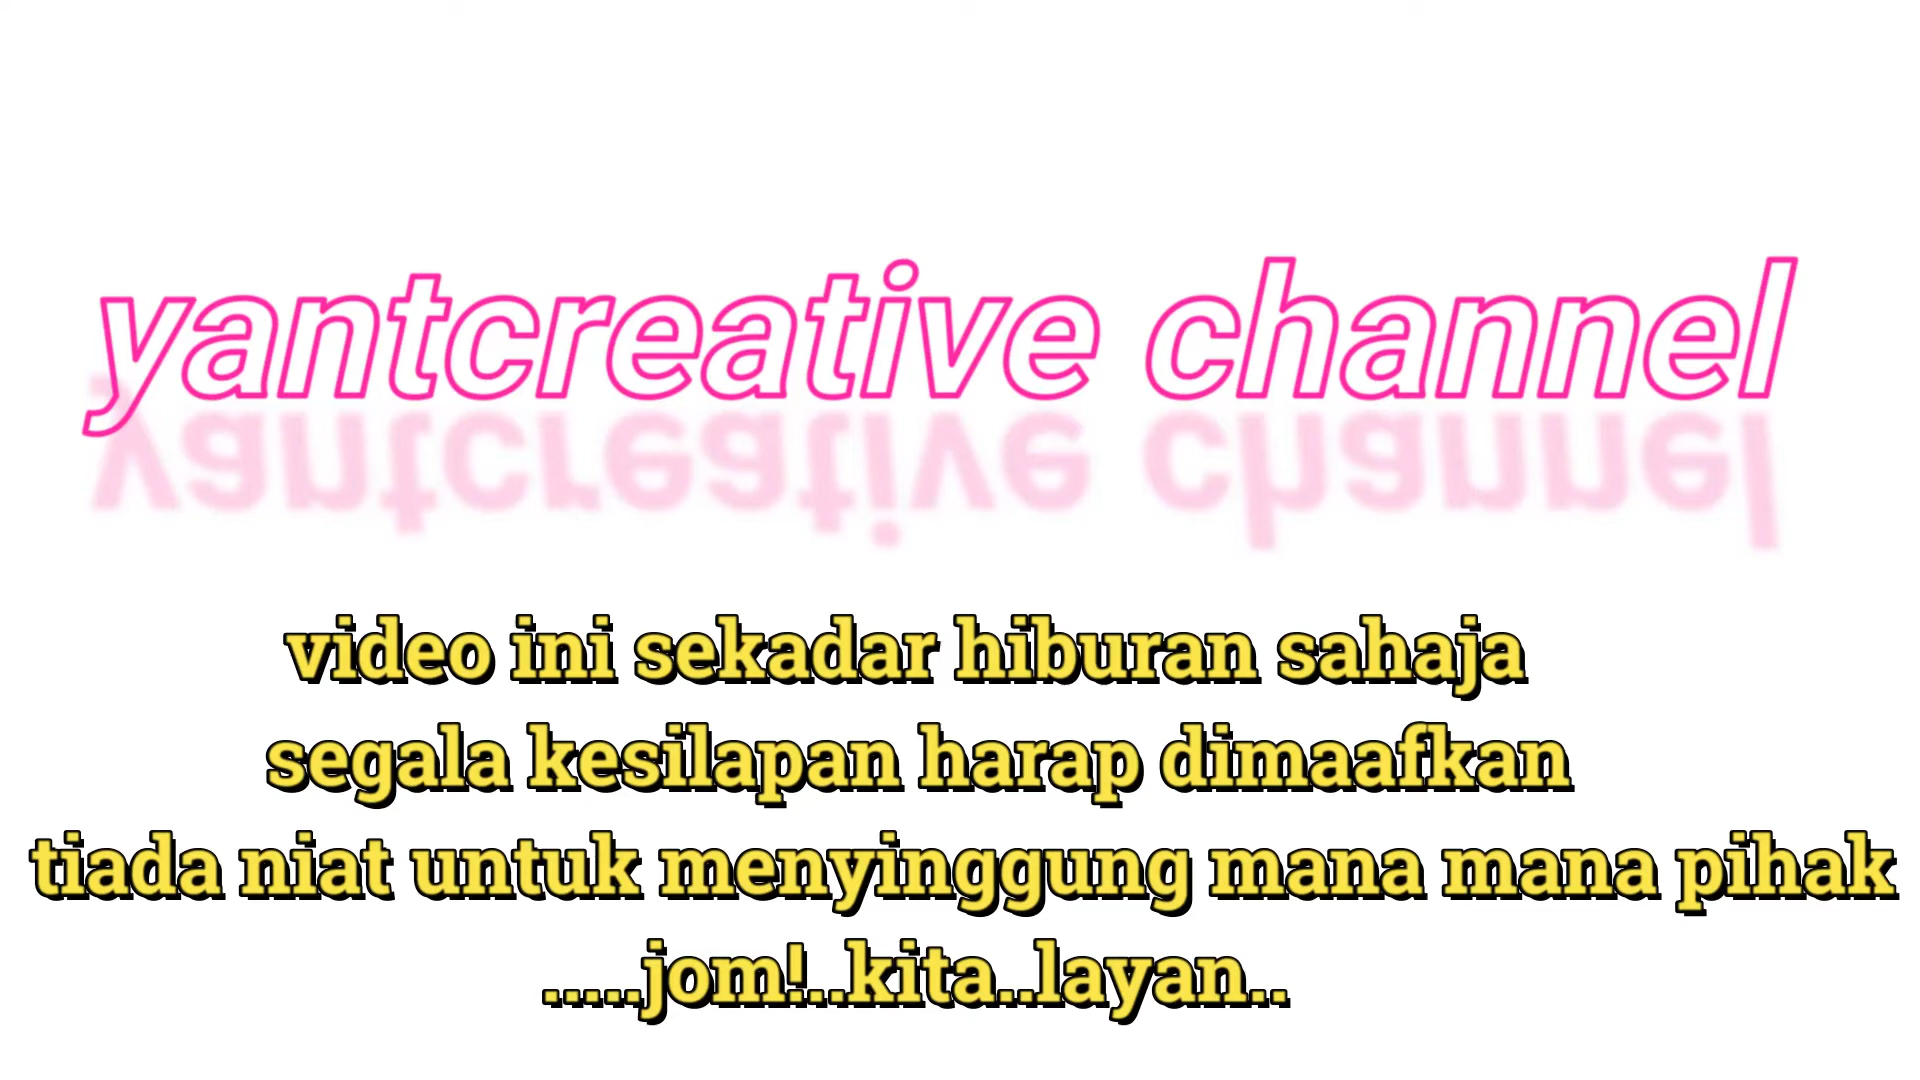 yantcreative channel
video ini sekadar hiburan sahaja
segala kesilapan harap dimaafkan
tiada niat untuk menyinggung mana mana pihak
.....jom!..kita..layan..